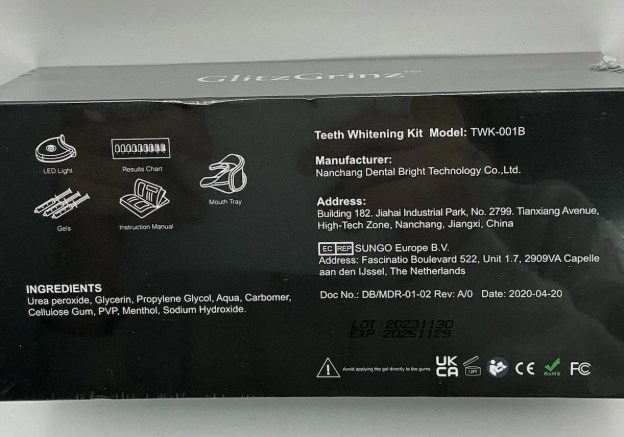 GlitzGrinz™
LED Light
Results Chart
Mouth Tray
Gels
Instruction Manual
INGREDIENTS
Urea peroxide, Glycerin, Propylene Glycol, Aqua, Carbomer,
Cellulose Gum, PVP, Menthol, Sodium Hydroxide.
Teeth Whitening Kit Model: TWK-001B
Manufacturer:
Nanchang Dental Bright Technology Co.,Ltd.
Address:
Building 182. Jiahai Industrial Park, No. 2799. Tianxiang Avenue,
High-Tech Zone, Nanchang, Jiangxi, China
EC REP SUNGO Europe B.V.
Address: Fascinatio Boulevard 522, Unit 1.7, 2909VA Capelle
aan den IJssel, The Netherlands
Doc No.: DB/MDR-01-02 Rev: A/0 Date: 2020-04-20
LOT 20231130
EXP 20251129
Avoid applying the gel directly to the gums UK CA CE RoHS FC